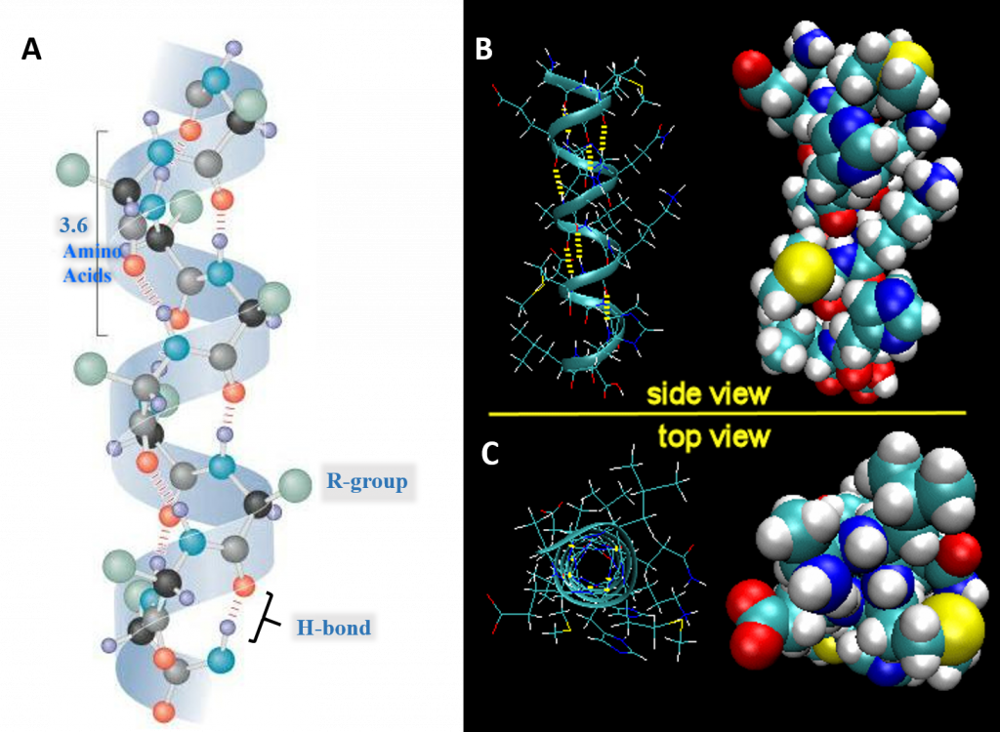 A
3.6
Amino
Acids
R-group
H-bond
B
side view
top view
C